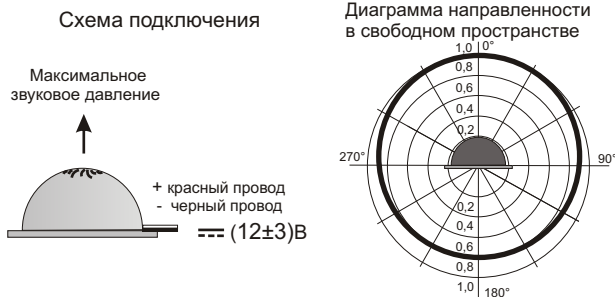 Схема подключения
Максимальное
звуковое давление
+ красный провод
- черный провод
(12±3)В
Диаграмма направленности
в свободном пространстве
1,0 0°
0,8
0,6
0,4
0,2
270° 90°
0,2
0,4
0,6
0,8
1,0 180°